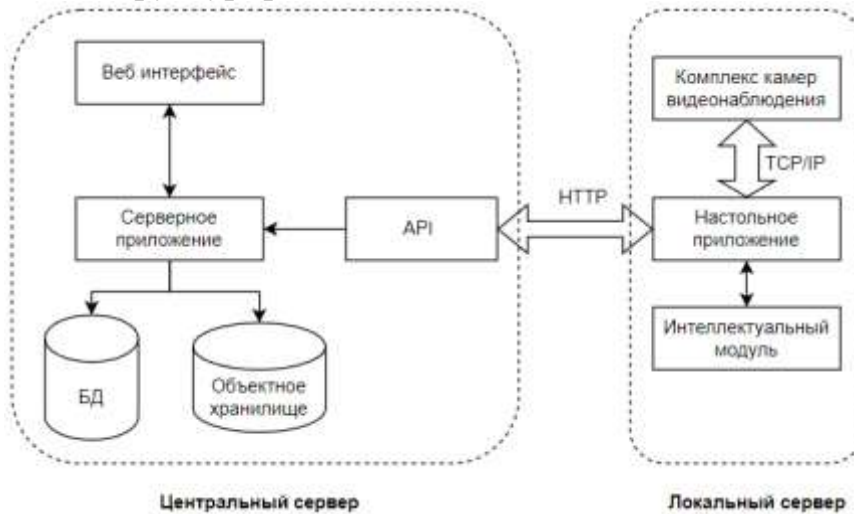 Веб интерфейс
Серверное
приложение
API
БД
Объектное
хранилище
Центральный сервер
HTTP
Комплекс камер
видеонаблюдения
TCP/IP
Настольное
приложение
Интеллектуальный
модуль
Локальный сервер